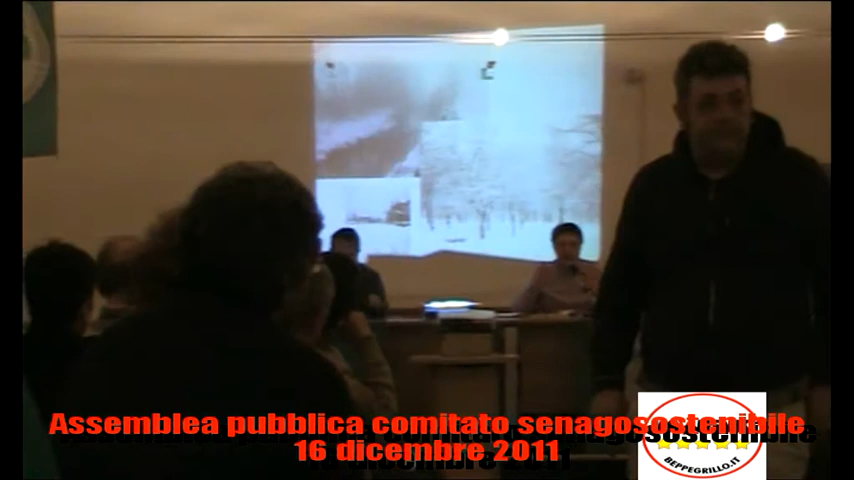 Assemblea pubblica comitato senagosostenibile
16 dicembre 2011
BEPPEGRILLO.IT